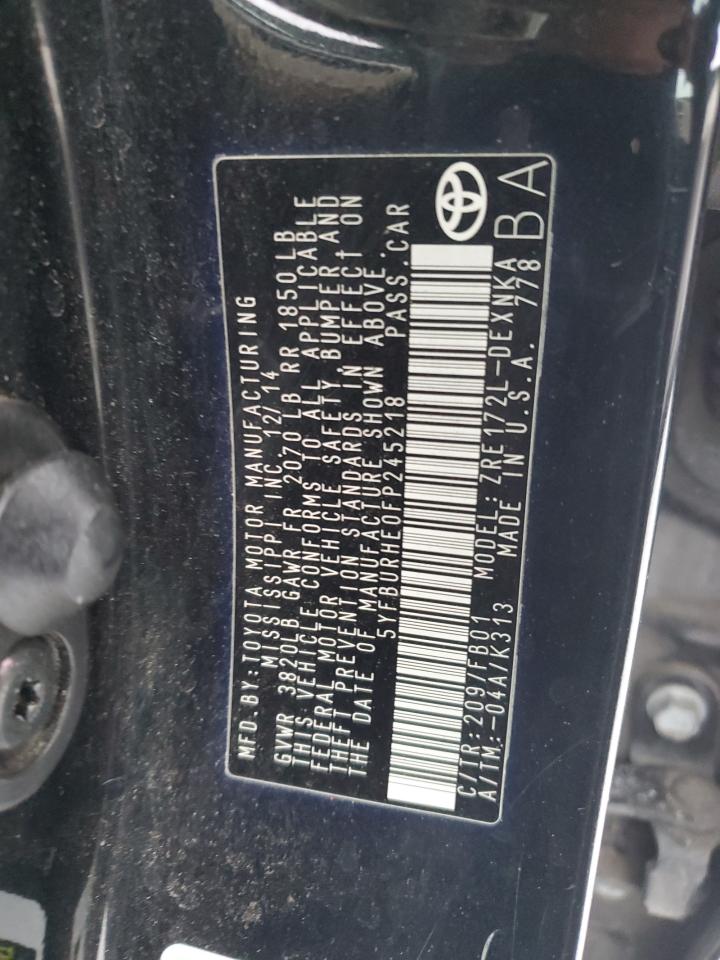 MFD.BY:TOYOTA MOTOR MANUFACTURING
MISSISSIPPI INC.12/14
GVWR 3820LB GAWR FR 2070 LB RR 1850LB
THIS VEHICLE CONFORMS TO ALL APPLICABLE
FEDERAL MOTOR VEHICLE SAFETY,BUMPER AND
THEFT PREVENTION STANDARDS IN EFFECT ON
THE DATE OF MANUFACTURE SHOWN ABOVE.
5YFBURHE0FP245218 PASS.CAR
C/TR:209/FB01 MODEL:ZRE172L-DEXNKA
A/TM:-04A/K313 MADE IN U.S.A. 778
BA